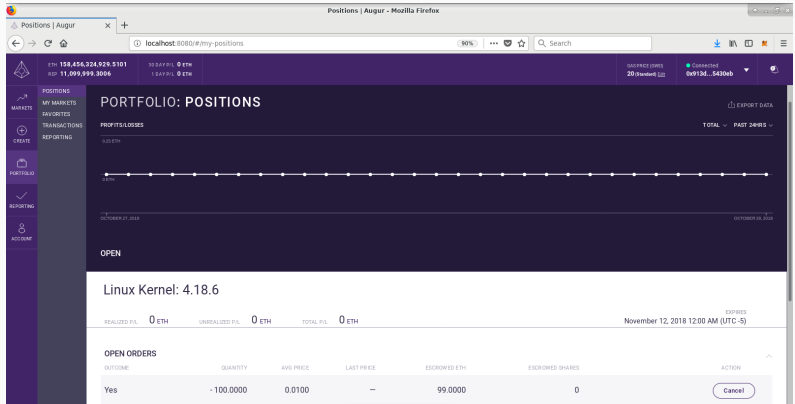 Positions | Augur - Mozilla Firefox
Positions | Augur × +
localhost:8080/#/my-positions 90% Search
ETH 158,456,324,929.5101
REP 11,099,999.3006
30 DAY P/L 0 ETH
1 DAY P/L 0 ETH
GAS PRICE (GWEI)
20 (Standard) Edit
Connected
0x913d...5430eb
MARKETS
CREATE
PORTFOLIO
REPORTING
ACCOUNT
POSITIONS
MY MARKETS
FAVORITES
TRANSACTIONS
REPORTING
PORTFOLIO: POSITIONS
EXPORT DATA
PROFITS/LOSSES
TOTAL PAST 24HRS
0 ETH
OCTOBER 27, 2018 OCTOBER 28, 2018
OPEN
Linux Kernel: 4.18.6
REALIZED P/L 0 ETH UNREALIZED P/L 0 ETH TOTAL P/L 0 ETH
EXPIRES
November 12, 2018 12:00 AM (UTC -5)
OPEN ORDERS
OUTCOME QUANTITY AVG PRICE LAST PRICE ESCROWED ETH ESCROWED SHARES ACTION
Yes - 100.0000 0.0100 — 99.0000 0 Cancel